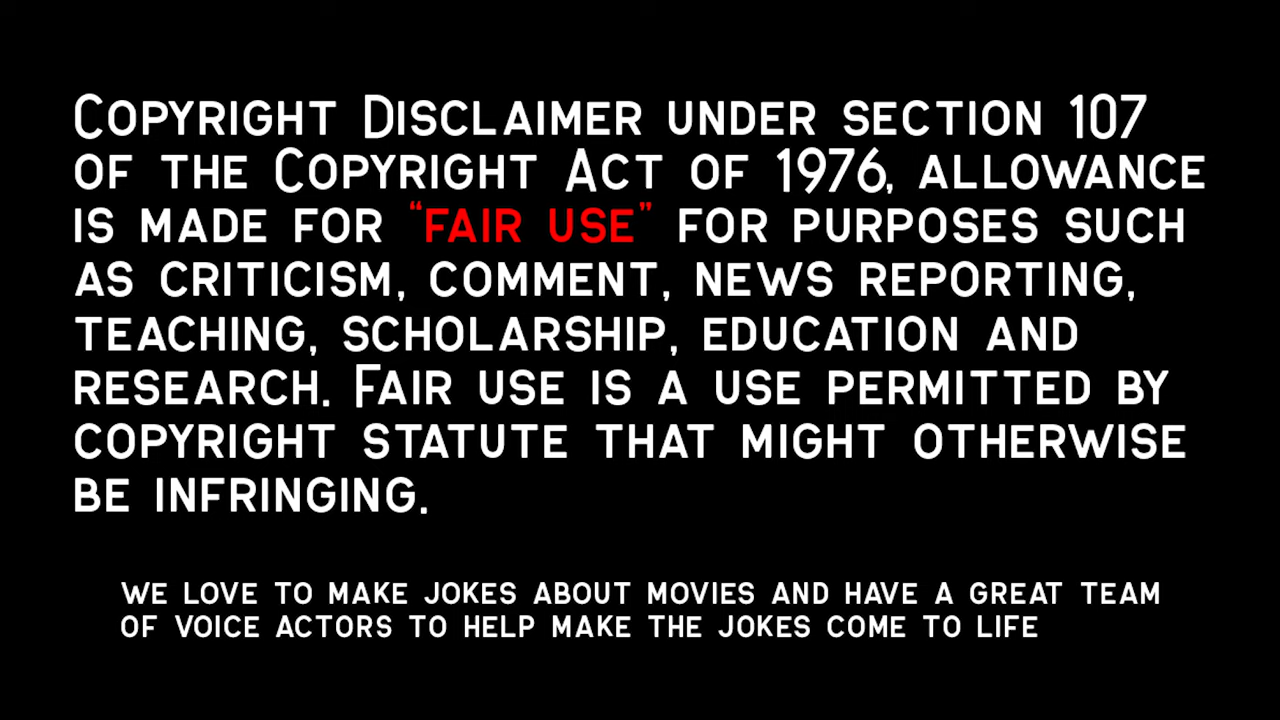 Copyright Disclaimer under section 107
of the Copyright Act of 1976, allowance
is made for “fair use” for purposes such
as criticism, comment, news reporting,
teaching, scholarship, education and
research. Fair use is a use permitted by
copyright statute that might otherwise
be infringing.
we love to make jokes about movies and have a great team
of voice actors to help make the jokes come to life